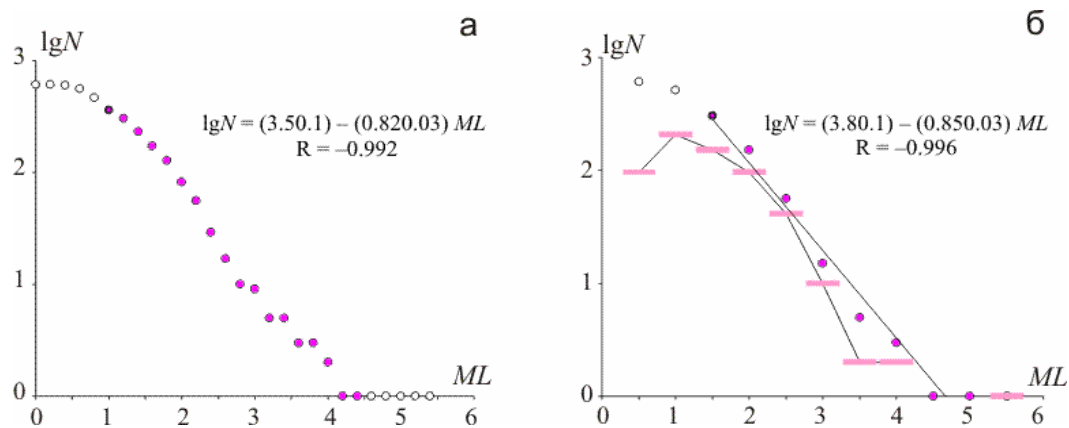 а
lgN
3
2
1
0
lgN = (3.50.1) – (0.820.03) ML
R = –0.992
ML
0 1 2 3 4 5 6
б
lgN
3
2
1
0
lgN = (3.80.1) – (0.850.03) ML
R = –0.996
ML
0 1 2 3 4 5 6